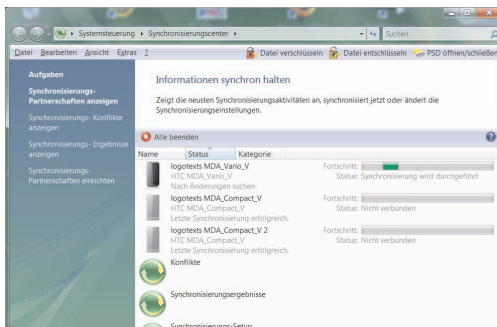 Systemsteuerung ▸ Synchronisierungscenter ▸
Suchen
Datei Bearbeiten Ansicht Extras ?
Datei verschlüsseln Datei entschlüsseln PSD öffnen/schließen
Aufgaben
Synchronisierungs-
Partnerschaften anzeigen
Synchronisierungs- Konflikte
anzeigen
Synchronisierungs- Ergebnisse
anzeigen
Synchronisierungs-
Partnerschaften einrichten
Informationen synchron halten
Zeigt die neusten Synchronisierungsaktivitäten an, synchronisiert jetzt oder ändert die
Synchronisierungseinstellungen.
Alle beenden
Name Status Kategorie
logotexts MDA_Vario_V Fortschritt:
HTC MDA_Vario_V Status: Synchronisierung wird durchgeführt
Nach Änderungen suchen
logotexts MDA_Compact_V Fortschritt:
HTC MDA_Compact_V Status: Nicht verbunden
Letzte Synchronisierung erfolgreich.
logotexts MDA_Compact_V 2 Fortschritt:
HTC MDA_Compact_V Status: Nicht verbunden
Letzte Synchronisierung erfolgreich.
Konflikte
Synchronisierungsergebnisse
Synchronisierungs-Setup